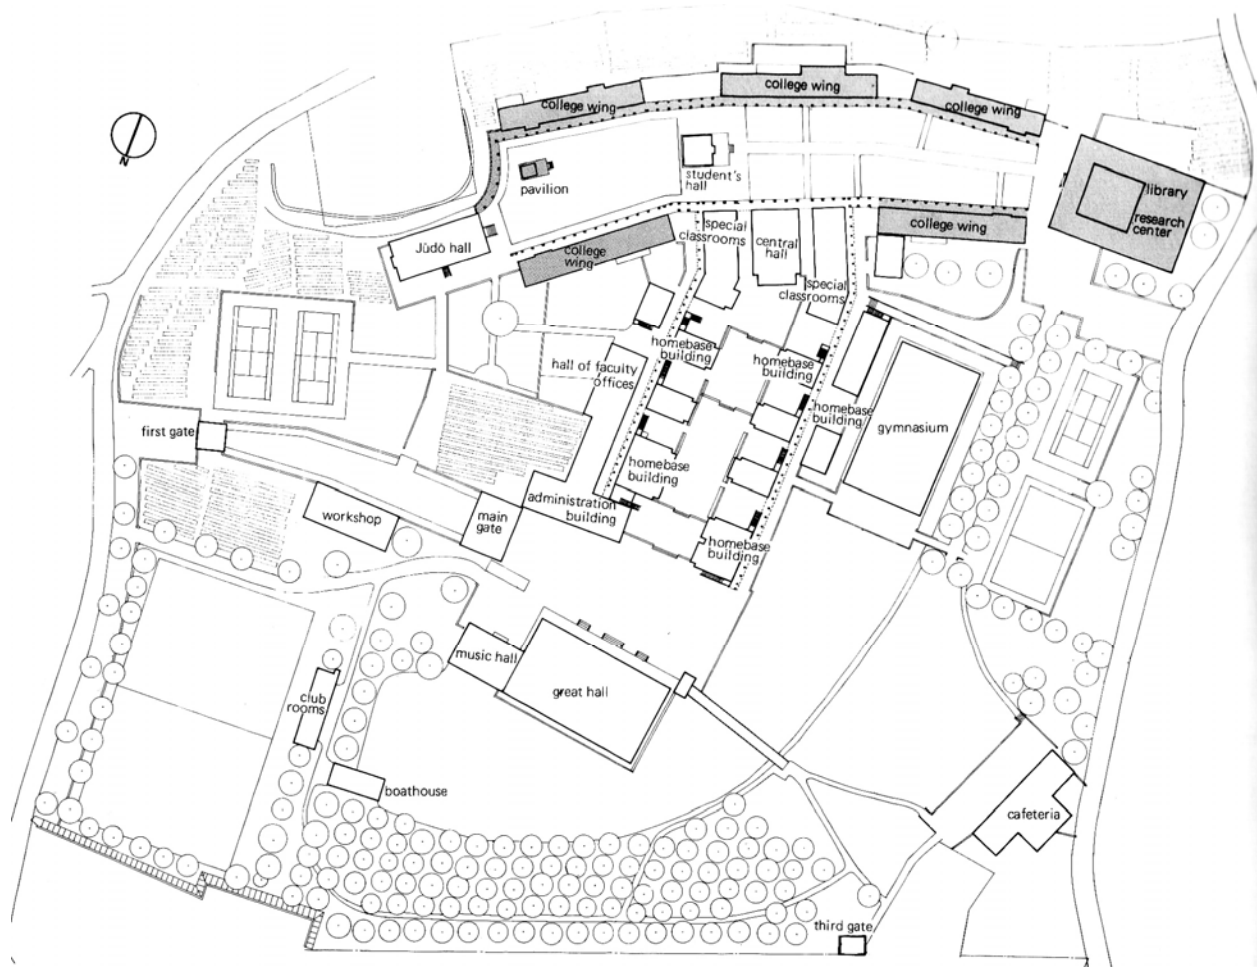 college wing
college wing
college wing
N
pavilion
student's
hall
library
research
center
Jūdō hall
college
wing
special
classrooms
central
hall
college wing
special
classrooms
homebase
building
hall of faculty
offices
homebase
building
homebase
building
gymnasium
first gate
homebase
building
workshop
main
gate
administration
building
homebase
building
music hall
great hall
club
rooms
boathouse
cafeteria
third gate